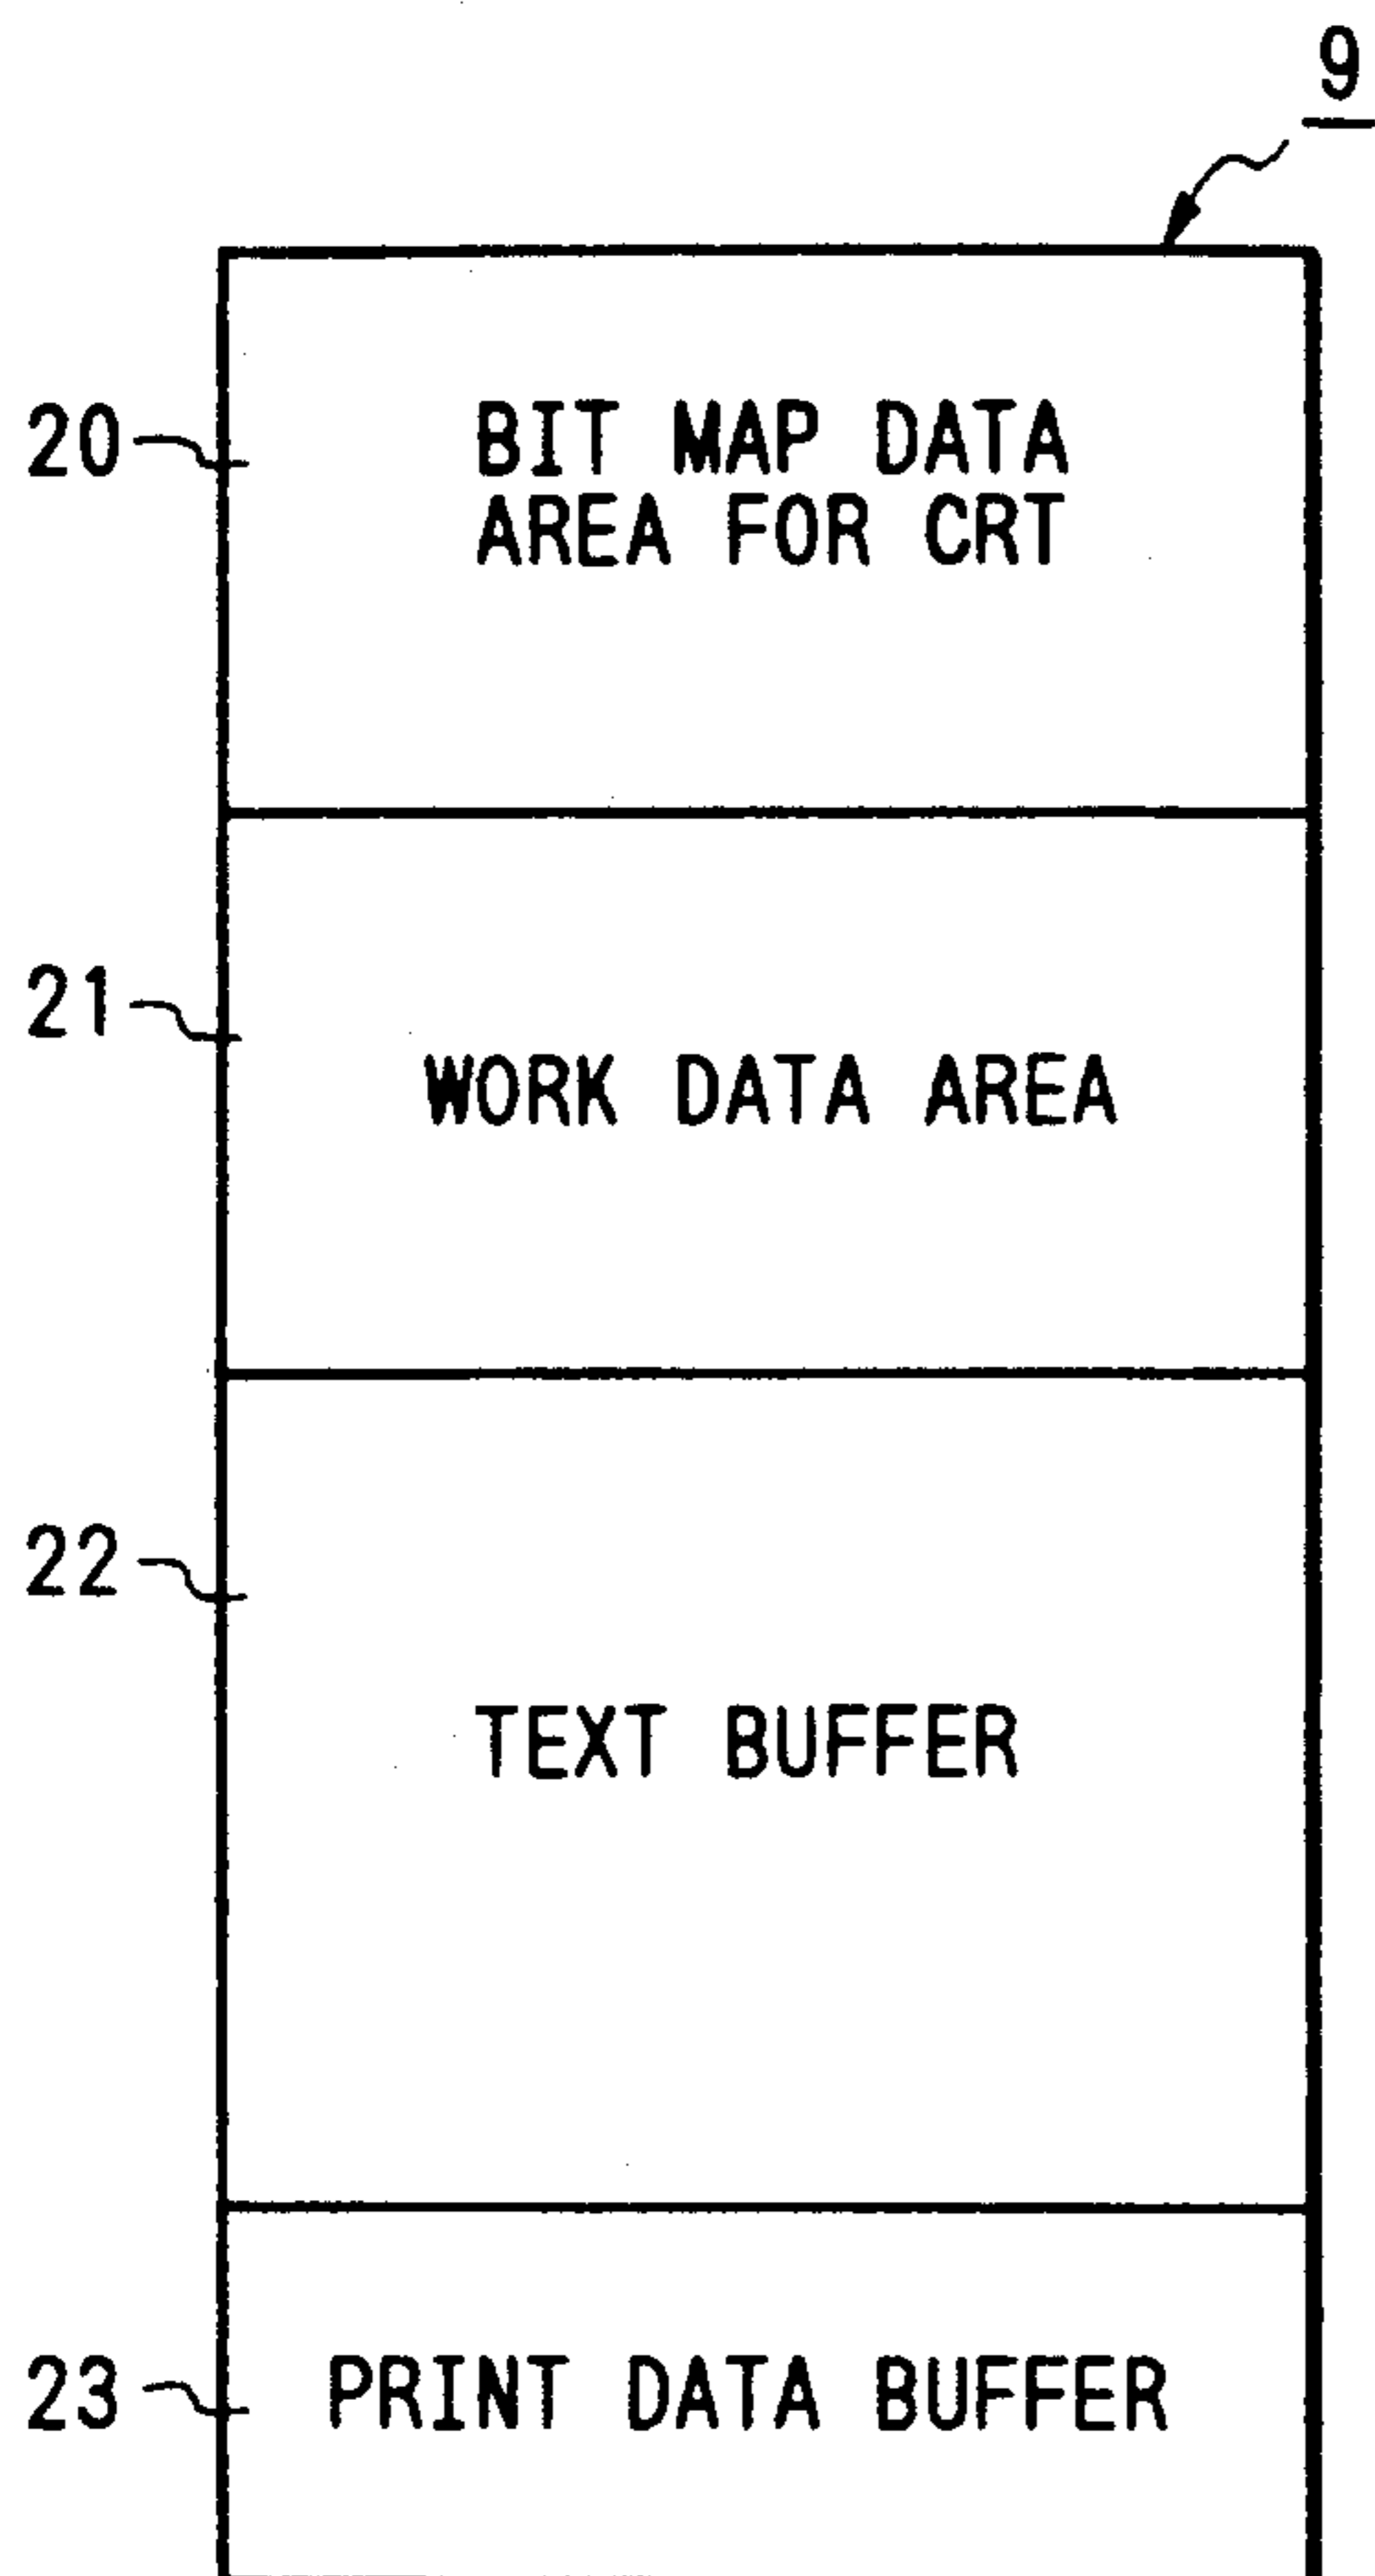 9
20
BIT MAP DATA
AREA FOR CRT
21
WORK DATA AREA
22
TEXT BUFFER
23
PRINT DATA BUFFER